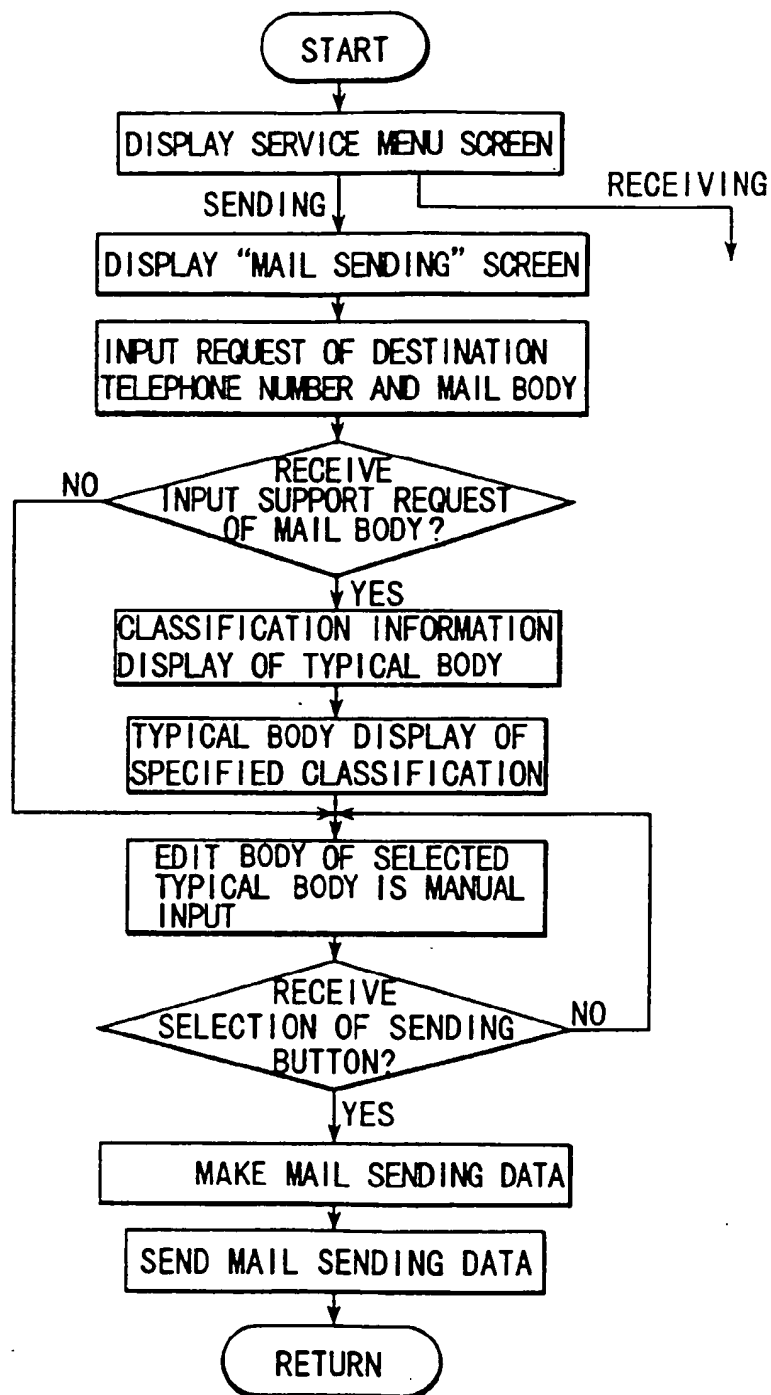 START
DISPLAY SERVICE MENU SCREEN
RECEIVING
SENDING
DISPLAY “MAIL SENDING” SCREEN
INPUT REQUEST OF DESTINATION
TELEPHONE NUMBER AND MAIL BODY
RECEIVE
INPUT SUPPORT REQUEST
OF MAIL BODY?
NO
YES
CLASSIFICATION INFORMATION
DISPLAY OF TYPICAL BODY
TYPICAL BODY DISPLAY OF
SPECIFIED CLASSIFICATION
EDIT BODY OF SELECTED
TYPICAL BODY IS MANUAL
INPUT
RECEIVE
SELECTION OF SENDING
BUTTON?
NO
YES
MAKE MAIL SENDING DATA
SEND MAIL SENDING DATA
RETURN